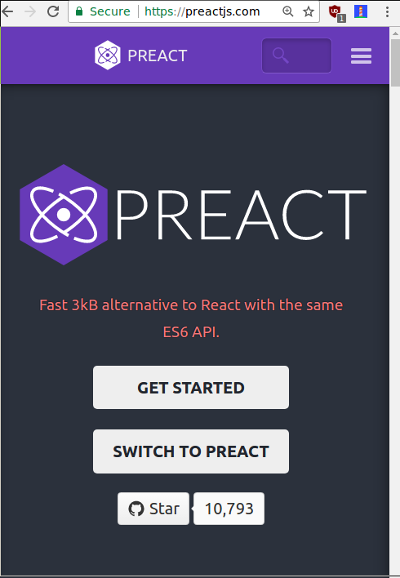 Secure https://preactjs.com
1
PREACT
PREACT
Fast 3kB alternative to React with the same
ES6 API.
GET STARTED
SWITCH TO PREACT
Star 10,793